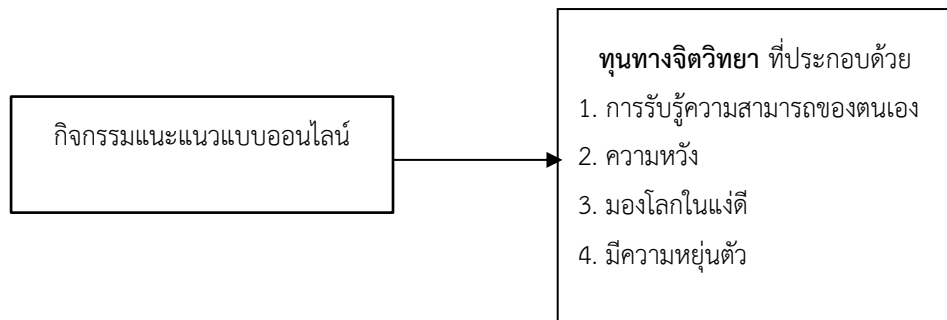 กิจกรรมแนะแนวแบบออนไลน์
ทุนทางจิตวิทยา ที่ประกอบด้วย
1. การรับรู้ความสามารถของตนเอง
2. ความหวัง
3. มองโลกในแง่ดี
4. มีความหยุ่นตัว